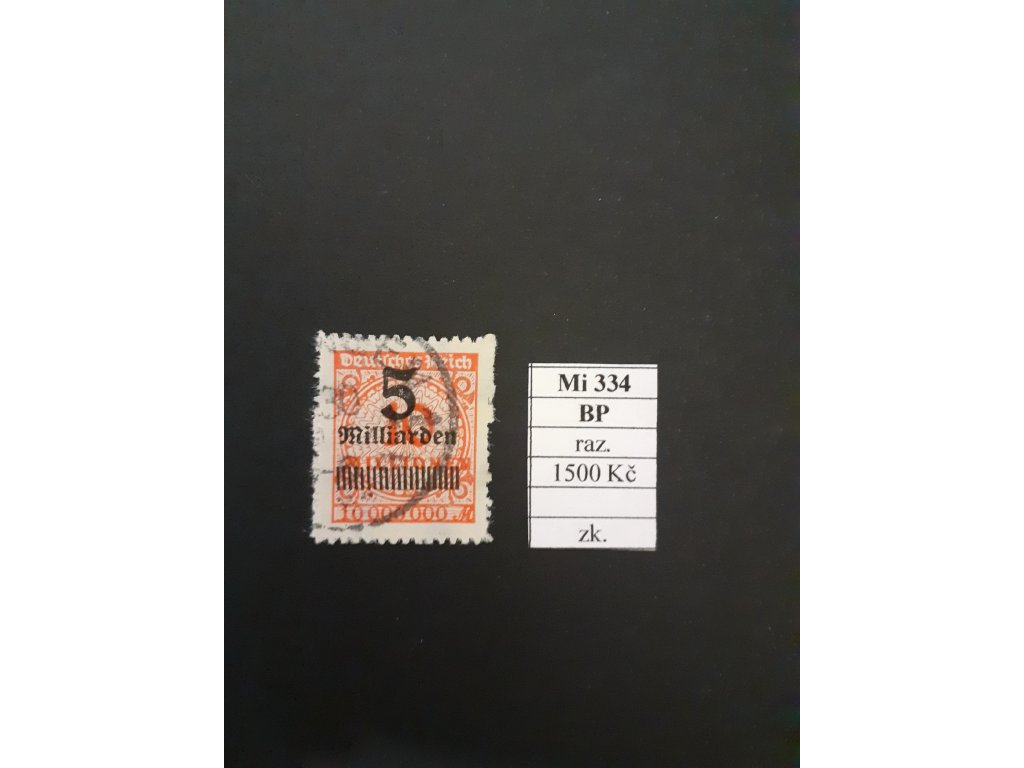 Deutsches Reich
5
Milliarden
10 000 000 M
Mi 334
BP
raz.
1500 Kč
zk.